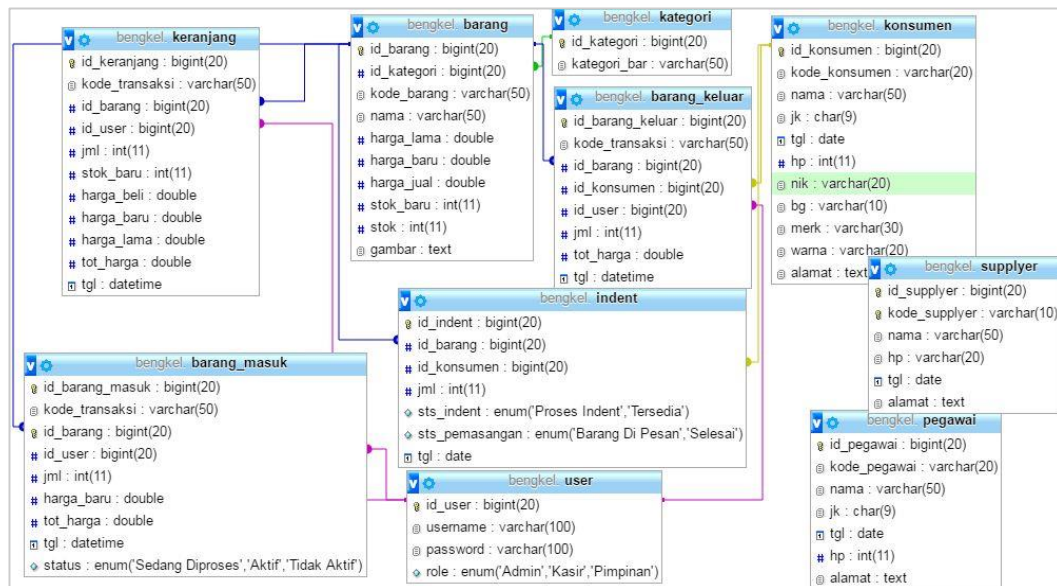 bengkel. keranjang
id_keranjang : bigint(20)
kode_transaksi : varchar(50)
id_barang : bigint(20)
id_user : bigint(20)
jml : int(11)
stok_baru : int(11)
harga_beli : double
harga_baru : double
harga_lama : double
tot_harga : double
tgl : datetime
bengkel. barang
id_barang : bigint(20)
id_kategori : bigint(20)
kode_barang : varchar(50)
nama : varchar(50)
harga_lama : double
harga_baru : double
harga_jual : double
stok_baru : int(11)
stok : int(11)
gambar : text
bengkel. kategori
id_kategori : bigint(20)
kategori_bar : varchar(50)
bengkel. barang_keluar
id_barang_keluar : bigint(20)
kode_transaksi : varchar(50)
id_barang : bigint(20)
id_konsumen : bigint(20)
id_user : bigint(20)
jml : int(11)
tot_harga : double
bengkel. konsumen
id_konsumen : bigint(20)
kode_konsumen : varchar(20)
nama : varchar(50)
jk : char(9)
tgl : date
hp : int(11)
nik : varchar(20)
bg : varchar(10)
merk : varchar(30)
warna : varchar(20)
alamat : text
bengkel. supplyer
id_supplyer : bigint(20)
kode_supplyer : varchar(10)
nama : varchar(50)
hp : varchar(20)
tgl : date
alamat : text
bengkel. indent
id_indent : bigint(20)
id_barang : bigint(20)
id_konsumen : bigint(20)
jml : int(11)
sts_indent : enum('Proses Indent','Tersedia')
sts_pemasangan : enum('Barang Di Pesan','Selesai')
tgl : date
bengkel. barang_masuk
id_barang_masuk : bigint(20)
kode_transaksi : varchar(50)
id_barang : bigint(20)
id_user : bigint(20)
jml : int(11)
harga_baru : double
tot_harga : double
tgl : datetime
status : enum('Sedang Diproses','Aktif','Tidak Aktif')
bengkel. user
id_user : bigint(20)
username : varchar(100)
password : varchar(100)
role : enum('Admin','Kasir','Pimpinan')
bengkel. pegawai
id_pegawai : bigint(20)
kode_pegawai : varchar(20)
nama : varchar(50)
jk : char(9)
tgl : date
hp : int(11)
alamat : text